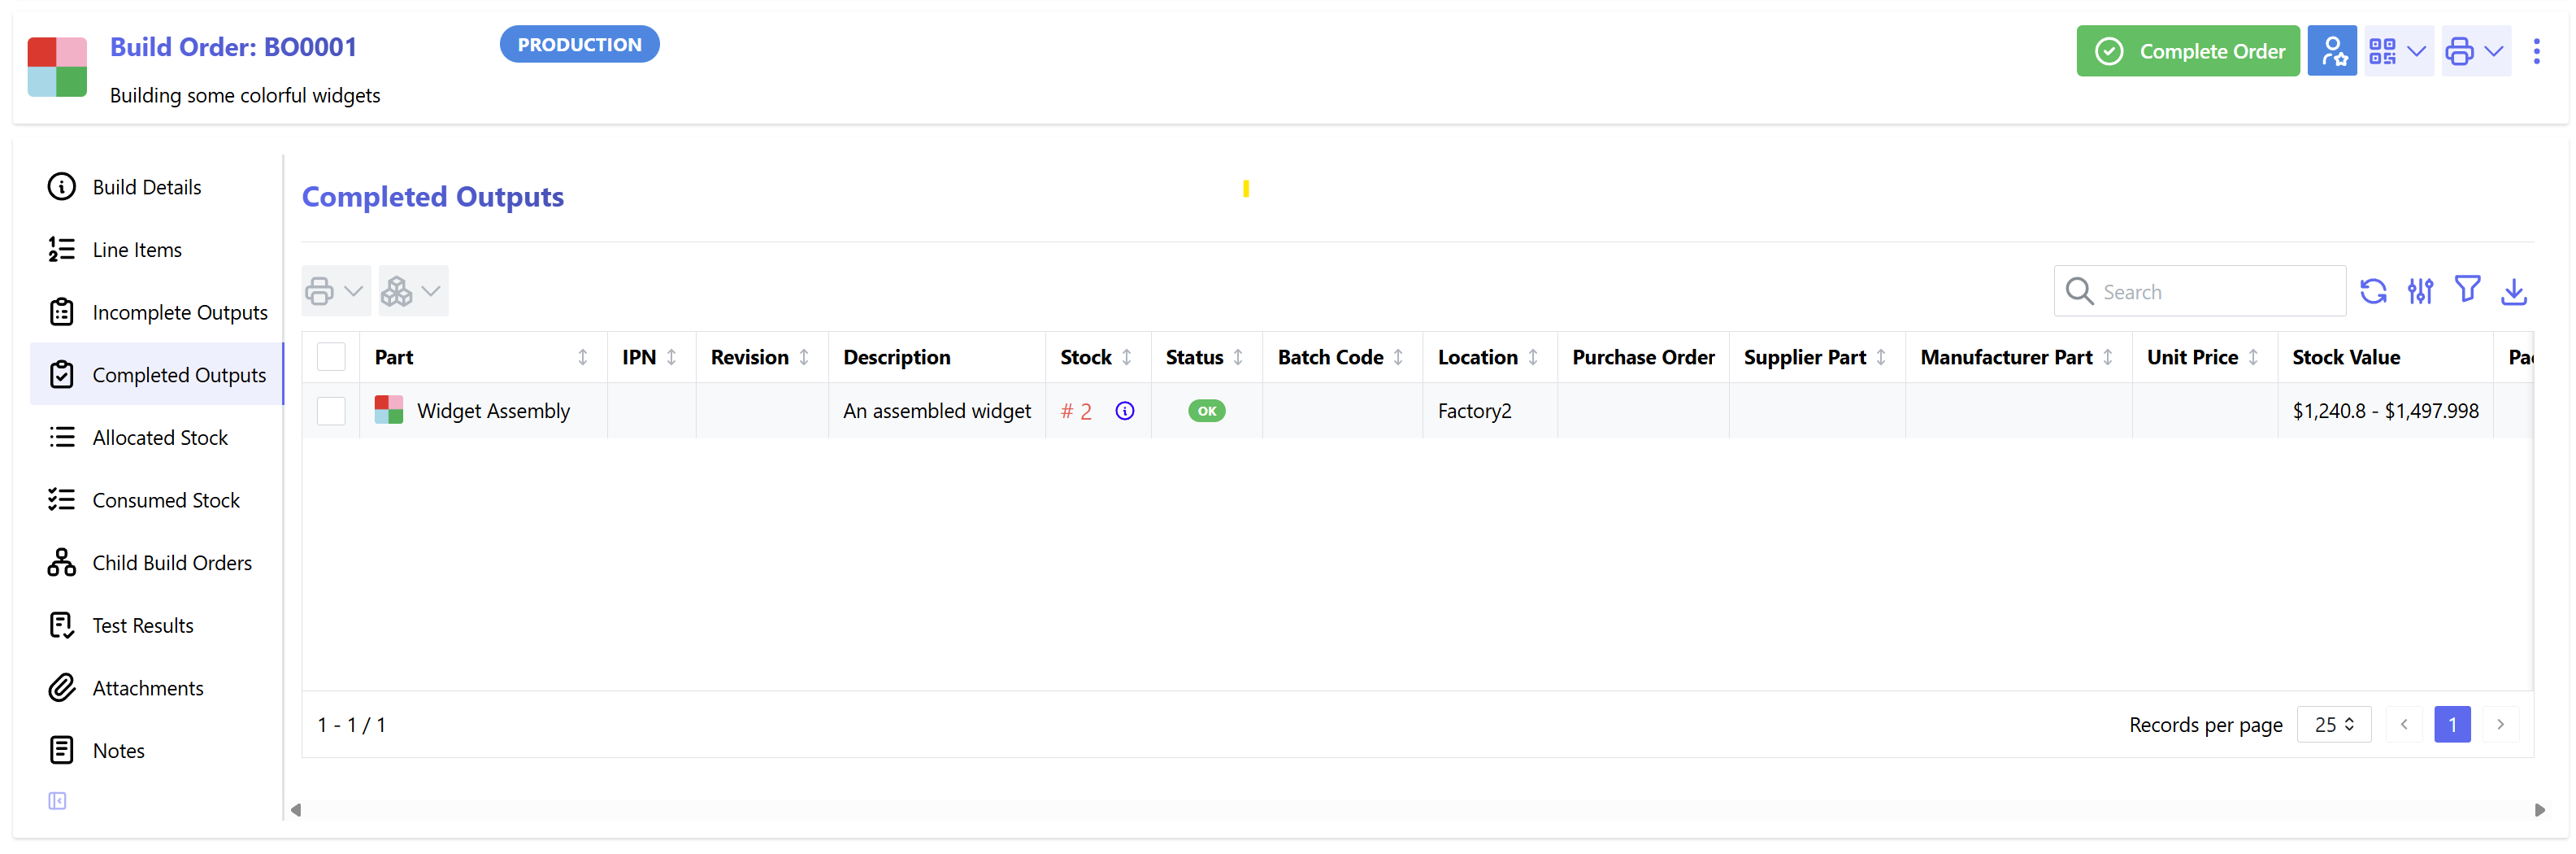 Build Order: BO0001
PRODUCTION
Complete Order
Building some colorful widgets
Build Details
Line Items
Incomplete Outputs
Completed Outputs
Allocated Stock
Consumed Stock
Child Build Orders
Test Results
Attachments
Notes
Completed Outputs
Search
Part IPN Revision Description Stock Status Batch Code Location Purchase Order Supplier Part Manufacturer Part Unit Price Stock Value
Widget Assembly An assembled widget # 2 OK Factory2 $1,240.8 - $1,497.998
1 - 1 / 1
Records per page 25 1